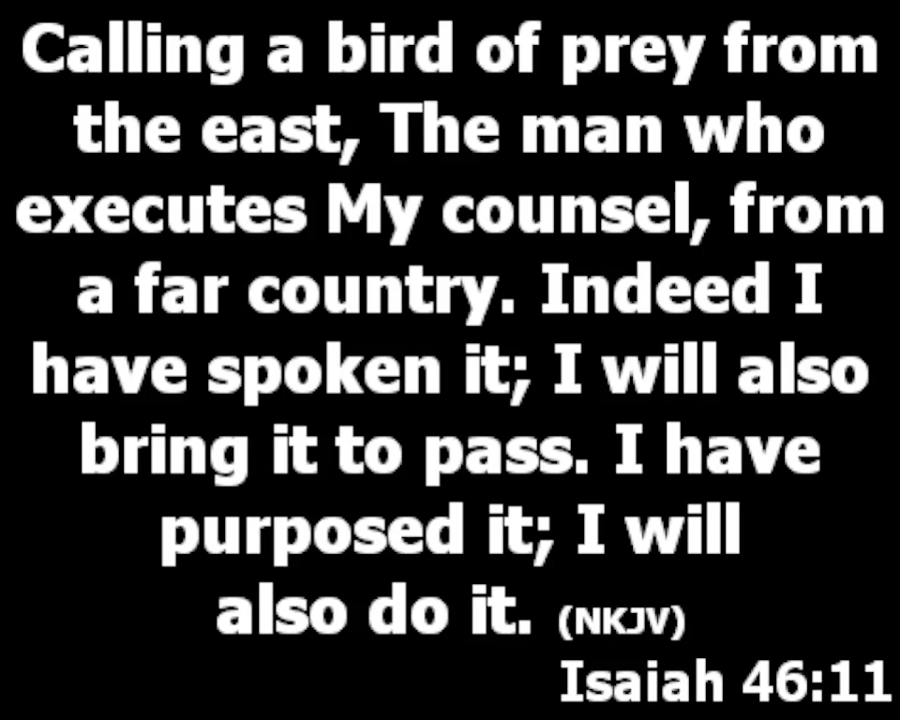 Calling a bird of prey from
the east, The man who
executes My counsel, from
a far country. Indeed I
have spoken it; I will also
bring it to pass. I have
purposed it; I will
also do it. (NKJV)
Isaiah 46:11